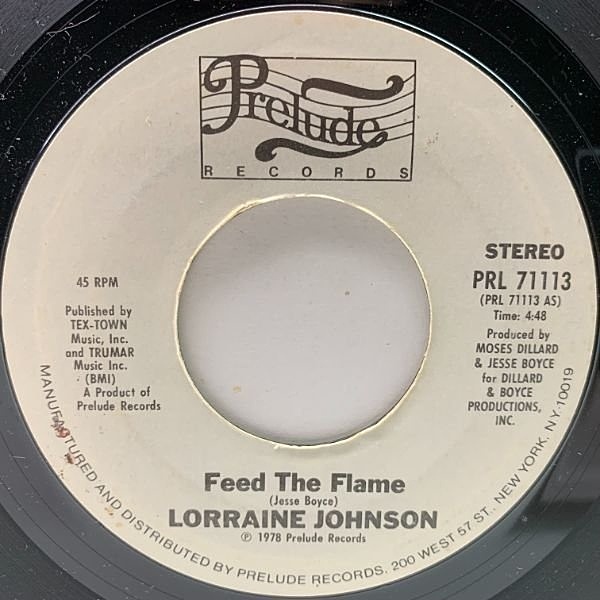 Prelude
RECORDS
STEREO
PRL 71113
(PRL 71113 AS)
Time: 4:48
Produced by
MOSES DILLARD
& JESSE BOYCE
for DILLARD
& BOYCE
PRODUCTIONS,
INC.
45 RPM
Published by
TEX-TOWN
Music, Inc.
and TRUMAR
Music Inc.
(BMI)
A Product of
Prelude Records
Feed The Flame
(Jesse Boyce)
LORRAINE JOHNSON
℗ 1978 Prelude Records
MANUFACTURED AND DISTRIBUTED BY PRELUDE RECORDS, 200 WEST 57 ST., NEW YORK, NY 10019